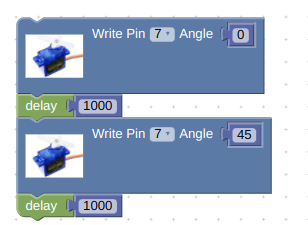 Write Pin 7 Angle 0
delay 1000
Write Pin 7 Angle 45
delay 1000